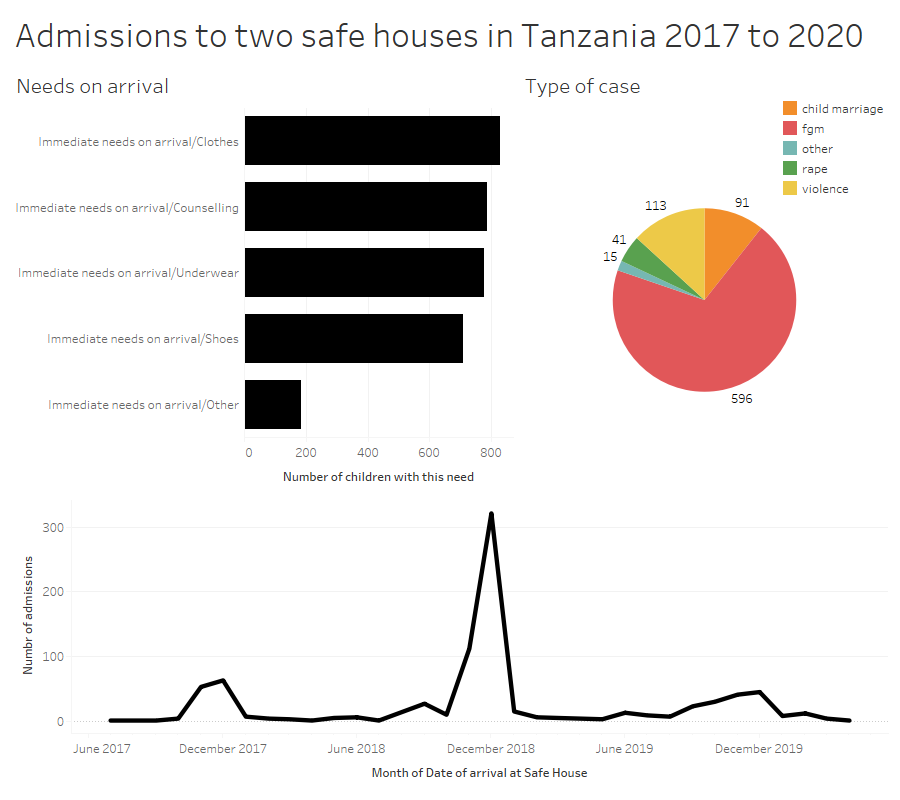 Admissions to two safe houses in Tanzania 2017 to 2020
Needs on arrival
Immediate needs on arrival/Clothes
Immediate needs on arrival/Counselling
Immediate needs on arrival/Underwear
Immediate needs on arrival/Shoes
Immediate needs on arrival/Other
0 200 400 600 800
Number of children with this need
Type of case
child marriage
fgm
other
rape
violence
113 91
41
15
596
Numbr of admissions
300
200
100
0
June 2017 December 2017 June 2018 December 2018 June 2019 December 2019
Month of Date of arrival at Safe House